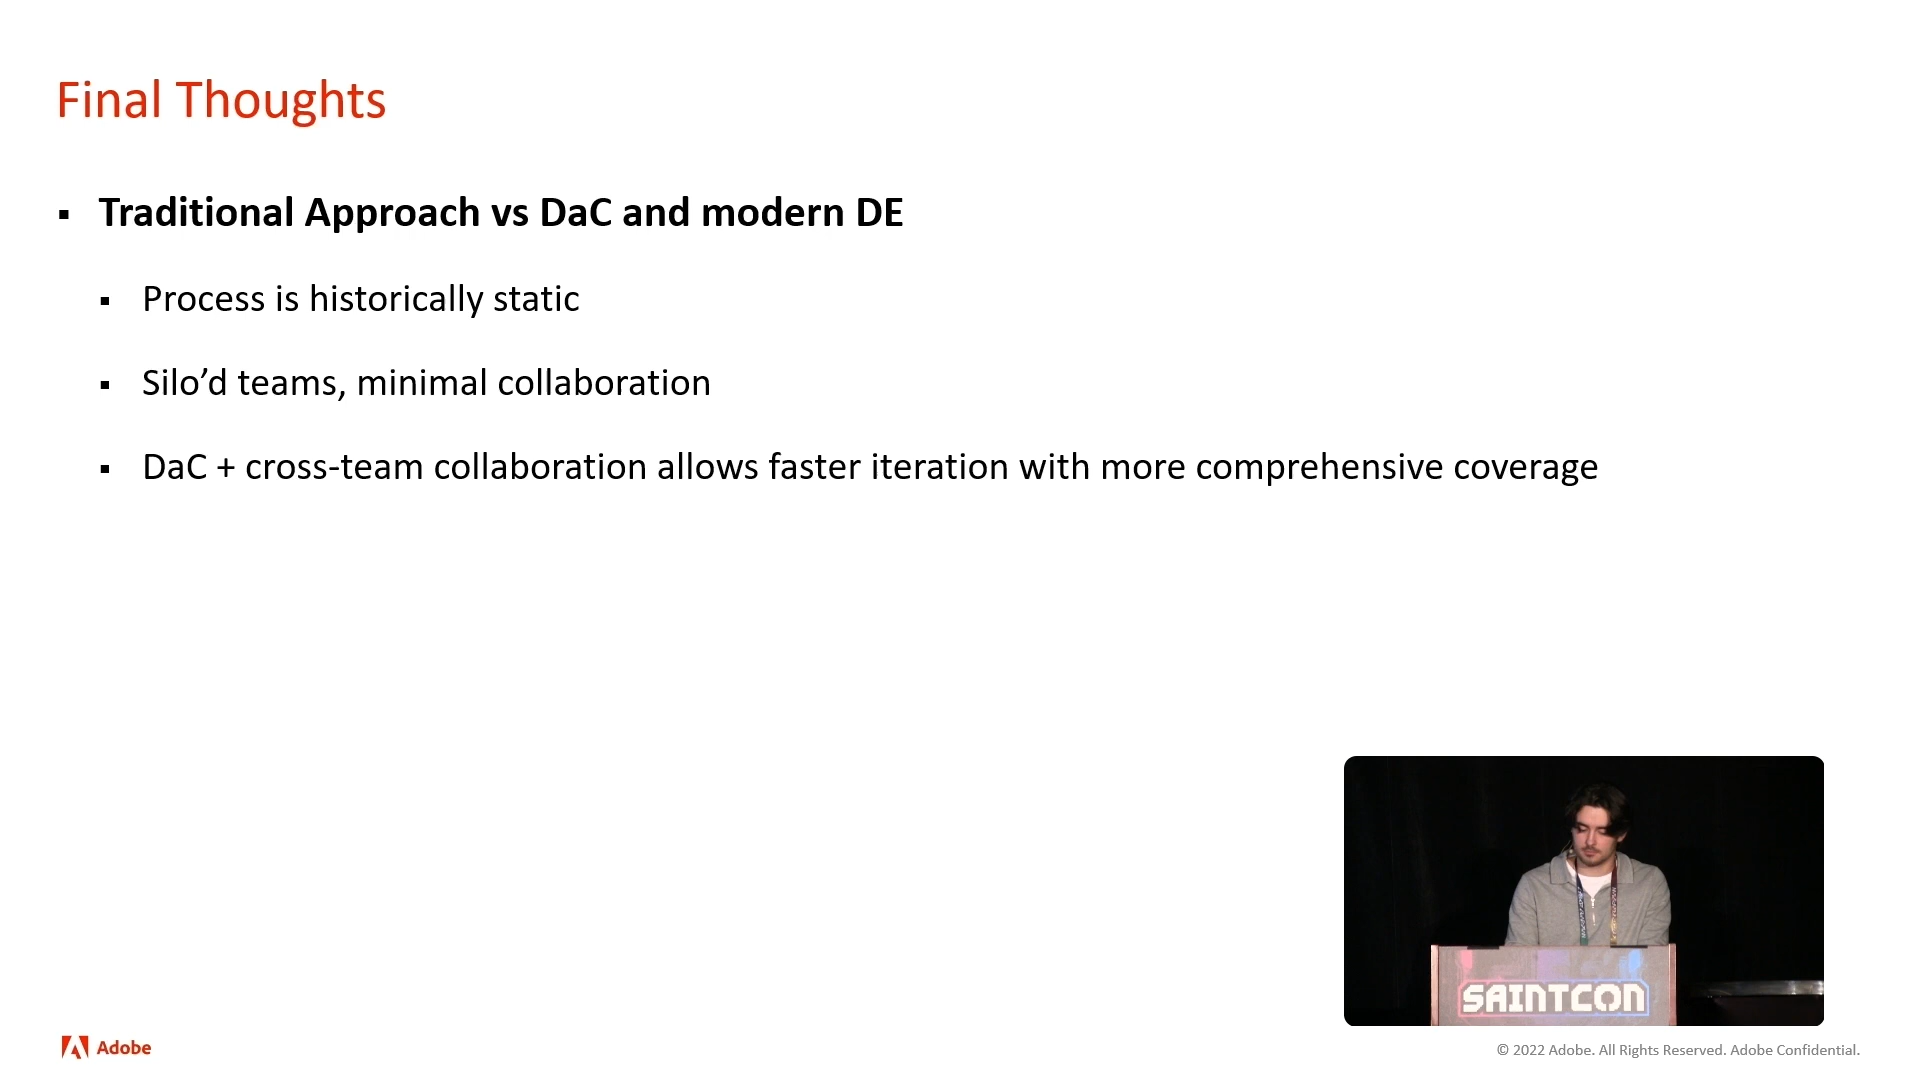 Final Thoughts
▪ Traditional Approach vs DaC and modern DE
▪ Process is historically static
▪ Silo’d teams, minimal collaboration
▪ DaC + cross-team collaboration allows faster iteration with more comprehensive coverage
SAINTCON
Adobe
© 2022 Adobe. All Rights Reserved. Adobe Confidential.